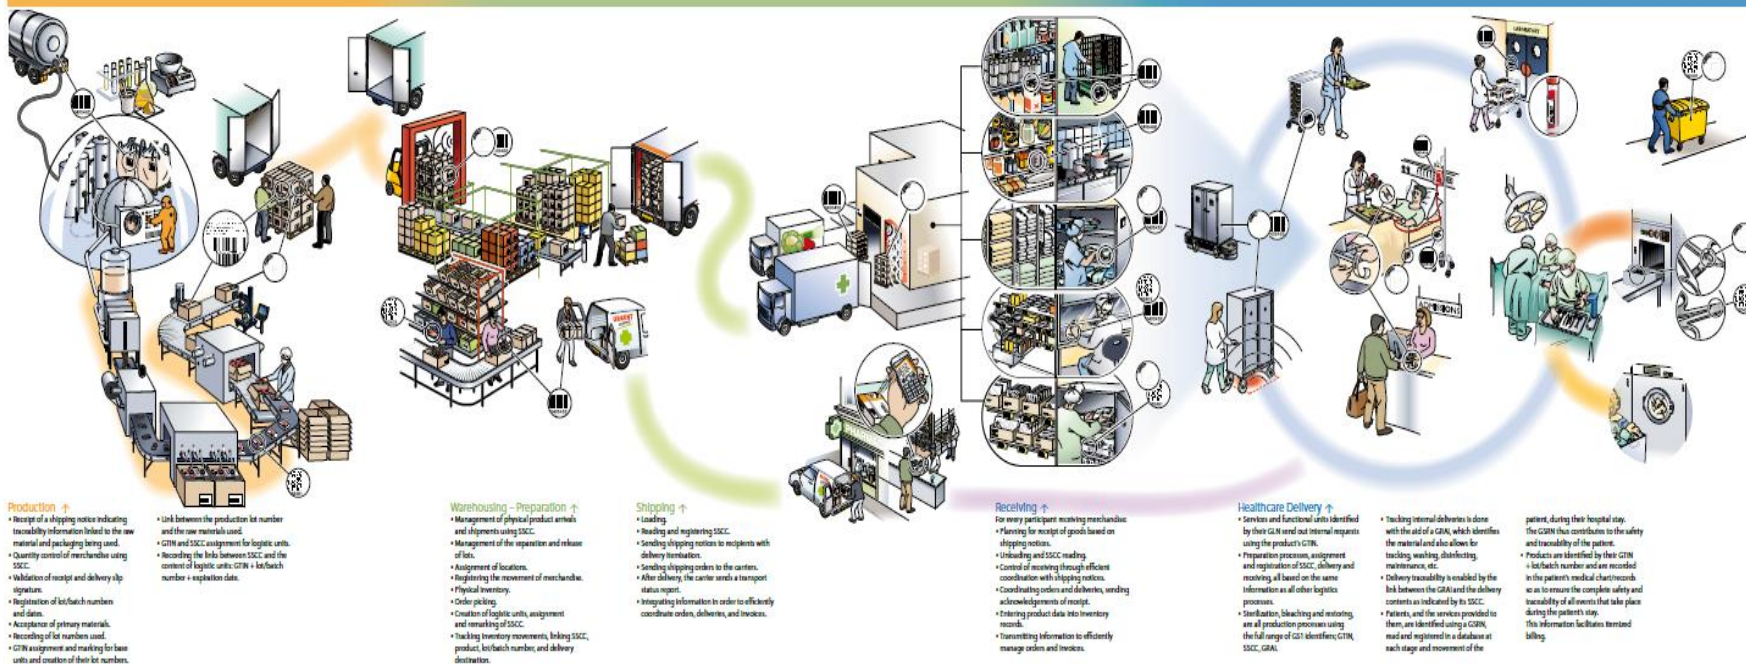 LABORATORY
ADMISSIONS
URGENT
Production ↑
• Receipt of a shipping notice indicating
traceability information linked to the raw
material and packaging being used.
• Quantity control of merchandise using
SSCC.
• Validation of receipt and delivery slip
signature.
• Registration of lot/batch numbers
and dates.
• Acceptance of primary materials.
• Recording of lot numbers used.
• GTIN assignment and marking for base
units and creation of their lot numbers.
• Link between the production lot number
and the raw materials used.
• GTIN and SSCC assignment for logistic units.
• Recording the links between SSCC and the
content of logistic units: GTIN + lot/batch
number + expiration date.
Warehousing – Preparation ↑
• Management of physical product arrivals
and shipments using SSCC.
• Management of the separation and release
of lots.
• Assignment of locations.
• Registering the movement of merchandise.
• Physical inventory.
• Order picking.
• Creation of logistic units, assignment
and remarking of SSCC.
• Tracking inventory movements, linking SSCC,
product, lot/batch number, and delivery
destination.
Shipping ↑
• Loading.
• Reading and registering SSCC.
• Sending shipping notices to recipients with
delivery itemisation.
• Sending shipping orders to the carriers.
• After delivery, the carrier sends a transport
status report.
• Integrating information in order to efficiently
coordinate orders, deliveries, and invoices.
Receiving ↑
For every participant receiving merchandise:
• Planning for receipt of goods based on
shipping notices.
• Unloading and SSCC reading.
• Control of receiving through efficient
coordination with shipping notices.
• Coordinating orders and deliveries, sending
acknowledgements of receipt.
• Entering product data into inventory
records.
• Transmitting information to efficiently
manage orders and invoices.
Healthcare Delivery ↑
• Services and functional units identified
by their GLN send out internal requests
using the product's GTIN.
• Preparation processes, assignment
and registration of SSCC, delivery and
receiving, all based on the same
information as all other logistics
processes.
• Sterilization, bleaching and restoring,
are all production processes using
the full range of GS1 identifiers; GTIN,
SSCC, GRAI.
• Tracking internal deliveries is done
with the aid of a GRAI, which identifies
the material and also allows for
tracking, washing, disinfecting,
maintenance, etc.
• Delivery traceability is enabled by the
link between the GRAI and the delivery
contents as indicated by its SSCC.
• Patients, and the services provided to
them, are identified using a GSRN,
read and registered in a database at
each stage and movement of the
patient, during their hospital stay.
The GSRN thus contributes to the safety
and traceability of the patient.
• Products are identified by their GTIN
+ lot/batch number and are recorded
in the patient's medical chart/records
so as to ensure the complete safety and
traceability of all events that take place
during the patient's stay.
This information facilitates itemized
billing.